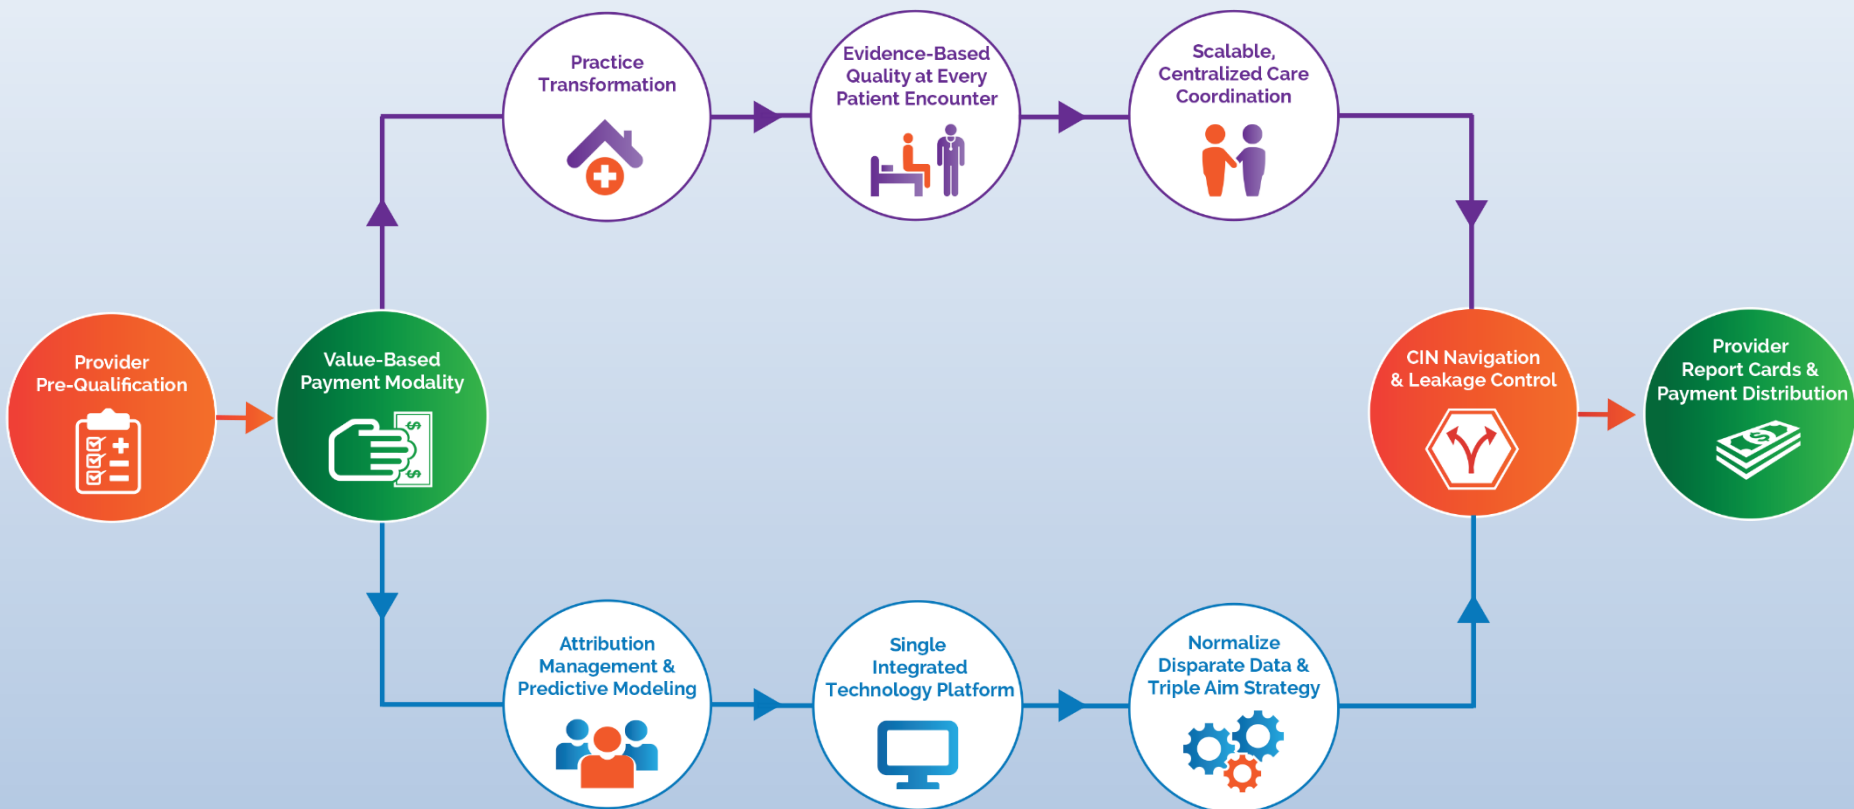 Practice
Transformation
Evidence-Based
Quality at Every
Patient Encounter
Scalable,
Centralized Care
Coordination
Provider
Pre-Qualification
Value-Based
Payment Modality
$
$
CIN Navigation
& Leakage Control
Provider
Report Cards &
Payment Distribution
$
Attribution
Management &
Predictive Modeling
Single
Integrated
Technology Platform
Normalize
Disparate Data &
Triple Aim Strategy